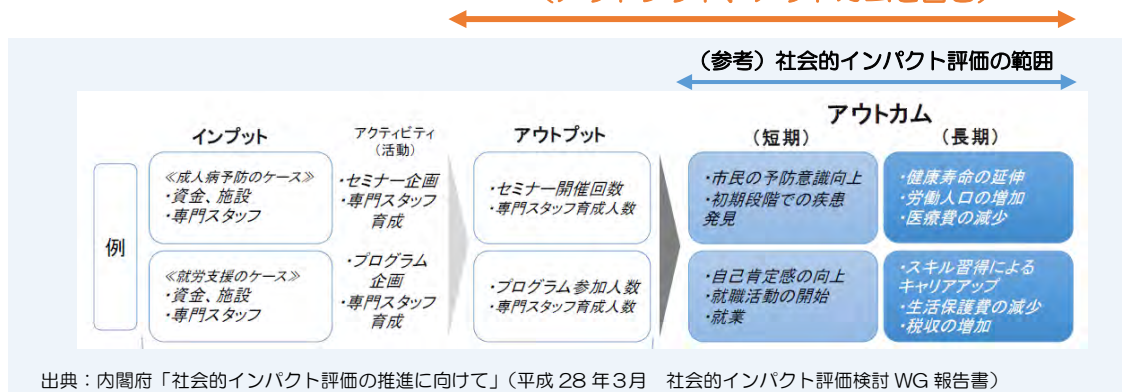 (参考)社会的インパクト評価の範囲
アウトカム
インプット
アクティビティ
(活動)
アウトプット
(短期)
(長期)
例
≪成人病予防のケース≫
・資金、施設
・専門スタッフ
・セミナー企画
・専門スタッフ
育成
・セミナー開催回数
・専門スタッフ育成人数
・市民の予防意識向上
・初期段階での疾患
発見
・健康寿命の延伸
・労働人口の増加
・医療費の減少
≪就労支援のケース≫
・資金、施設
・専門スタッフ
・プログラム
企画
・専門スタッフ
育成
・プログラム参加人数
・専門スタッフ育成人数
・自己肯定感の向上
・就職活動の開始
・就業
・スキル習得による
キャリアアップ
・生活保護費の減少
・税収の増加
出典:内閣府「社会的インパクト評価の推進に向けて」(平成 28 年3月 社会的インパクト評価検討 WG 報告書)